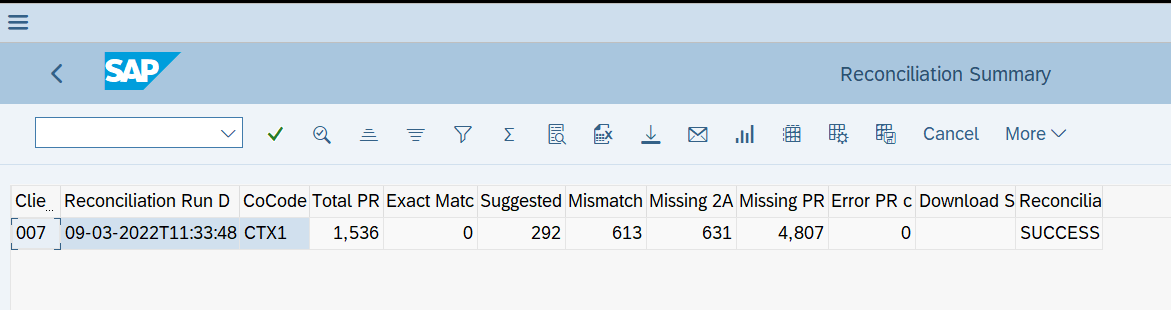 SAP
Reconciliation Summary
Cancel More
Clie... Reconciliation Run D CoCode Total PR Exact Matc Suggested Mismatch Missing 2A Missing PR Error PR c Download S Reconcilia
007 09-03-2022T11:33:48 CTX1 1,536 0 292 613 631 4,807 0 SUCCESS